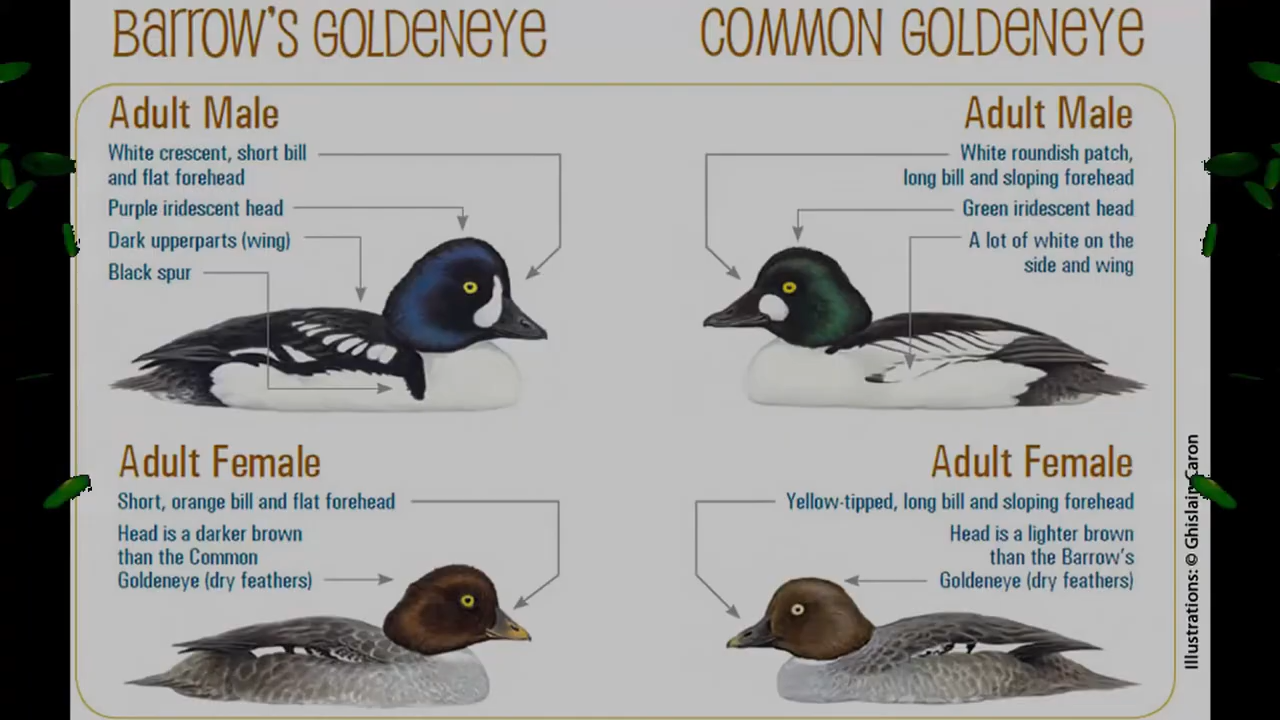 Barrow's Goldeneye
Common Goldeneye
Adult Male
White crescent, short bill
and flat forehead
Purple iridescent head
Dark upperparts (wing)
Black spur
Adult Male
White roundish patch,
long bill and sloping forehead
Green iridescent head
A lot of white on the
side and wing
Adult Female
Short, orange bill and flat forehead
Head is a darker brown
than the Common
Goldeneye (dry feathers)
Adult Female
Yellow-tipped, long bill and sloping forehead
Head is a lighter brown
than the Barrow's
Goldeneye (dry feathers)
Illustrations: © Ghislain Caron